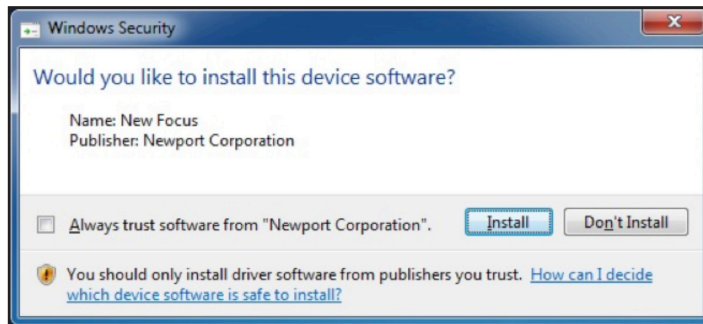 Windows Security
Would you like to install this device software?
Name: New Focus
Publisher: Newport Corporation
Always trust software from "Newport Corporation".
Install
Don't Install
You should only install driver software from publishers you trust. How can I decide
which device software is safe to install?